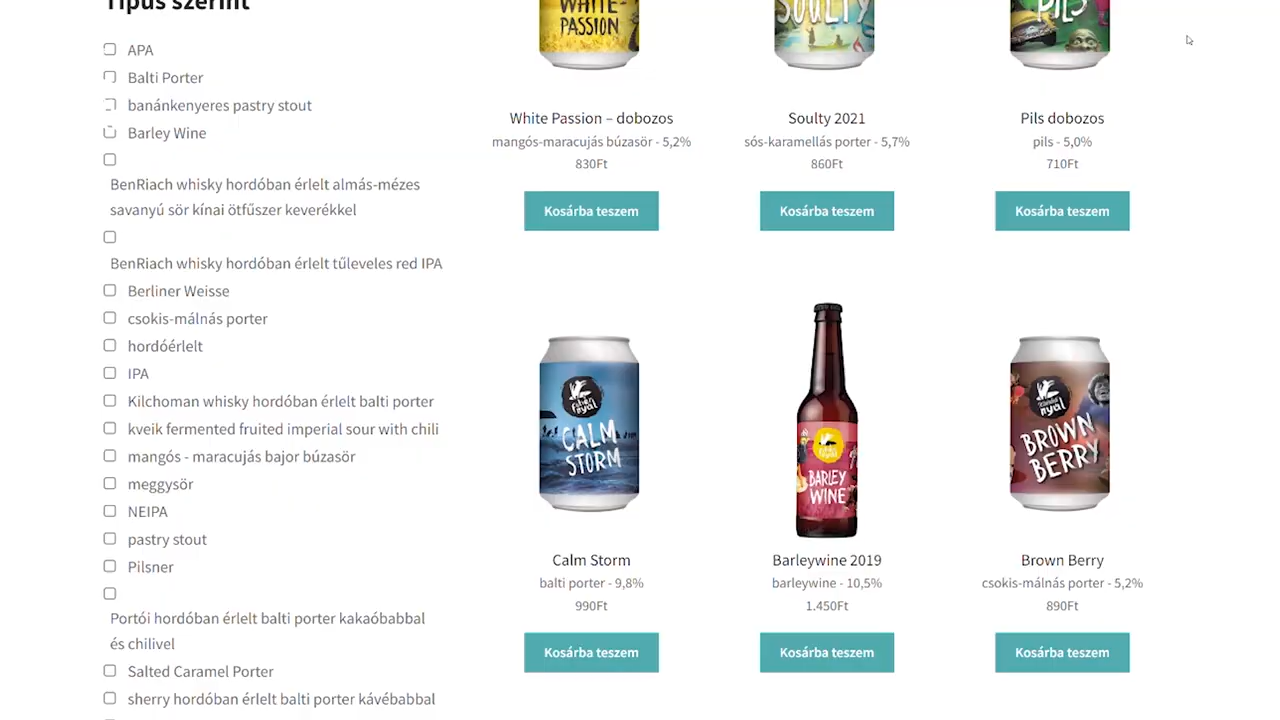 Típus szerint
APA
Balti Porter
banánkenyeres pastry stout
Barley Wine
BenRiach whisky hordóban érlelt almás-mézes
savanyú sör kínai ötfűszer keverékkel
BenRiach whisky hordóban érlelt tűleveles red IPA
Berliner Weisse
csokis-málnás porter
hordóérlelt
IPA
Kilchoman whisky hordóban érlelt balti porter
kveik fermented fruited imperial sour with chili
mangós - maracujás bajor búzasör
meggysör
NEIPA
pastry stout
Pilsner
Portói hordóban érlelt balti porter kakaóbabbal
és chilivel
Salted Caramel Porter
sherry hordóban érlelt balti porter kávébabbal
WHITE-
PASSION
White Passion – dobozos
mangós-maracujás búzasör - 5,2%
830Ft
Kosárba teszem
SOULTY
Soulty 2021
sós-karamellás porter - 5,7%
860Ft
Kosárba teszem
PILS
Pils dobozos
pils - 5,0%
710Ft
Kosárba teszem
CALM
STORM
Calm Storm
balti porter - 9,8%
990Ft
Kosárba teszem
BARLEY
WINE
Barleywine 2019
barleywine - 10,5%
1.450Ft
Kosárba teszem
BROWN
BERRY
Brown Berry
csokis-málnás porter - 5,2%
890Ft
Kosárba teszem